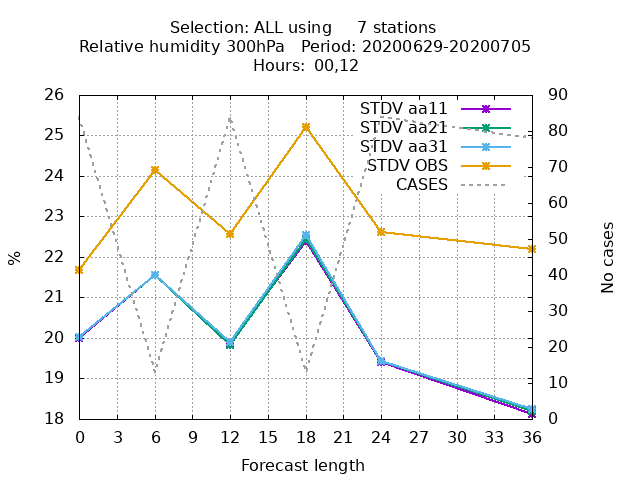 Selection: ALL using     7 stations
Relative humidity 300hPa   Period: 20200629-20200705
Hours:  00,12
26
25
24
23
22
21
20
19
18
%
90
80
70
60
50
40
30
20
10
0
No cases
STDV aa11
STDV aa21
STDV aa31
STDV OBS
CASES
0 3 6 9 12 15 18 21 24 27 30 33 36
Forecast length